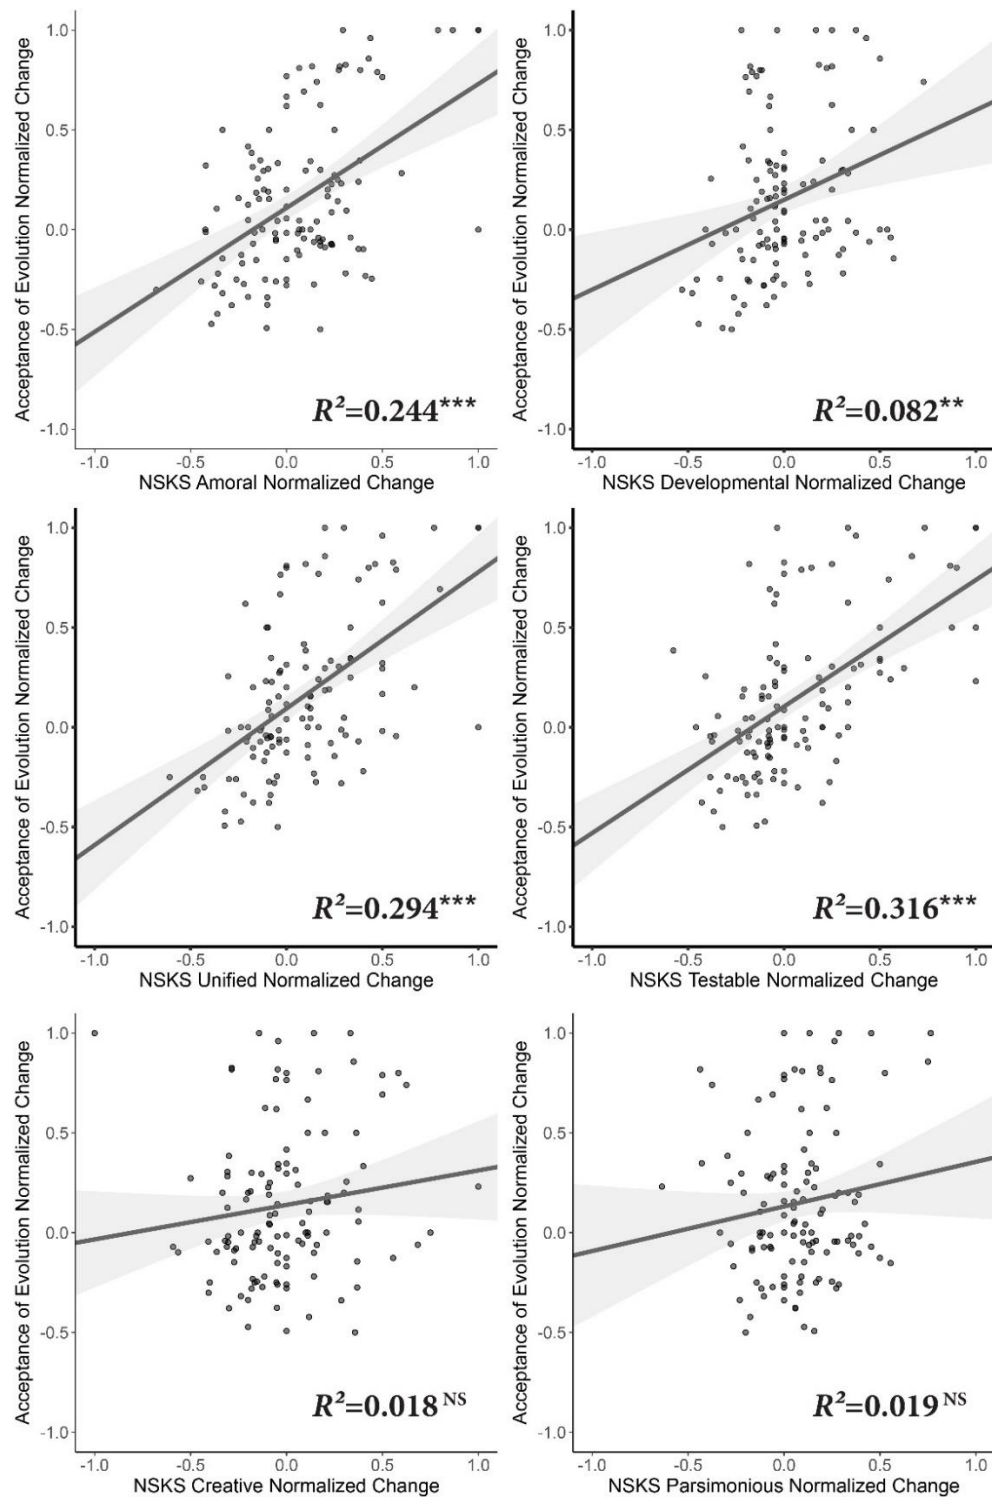 Acceptance of Evolution Normalized Change
1.0
0.5
0.0
-0.5
-1.0
R²=0.244***
-1.0 -0.5 0.0 0.5 1.0
NSKS Amoral Normalized Change
Acceptance of Evolution Normalized Change
1.0
0.5
0.0
-0.5
-1.0
R²=0.082**
-1.0 -0.5 0.0 0.5 1.0
NSKS Developmental Normalized Change
Acceptance of Evolution Normalized Change
1.0
0.5
0.0
-0.5
-1.0
R²=0.294***
-1.0 -0.5 0.0 0.5 1.0
NSKS Unified Normalized Change
Acceptance of Evolution Normalized Change
1.0
0.5
0.0
-0.5
-1.0
R²=0.316***
-1.0 -0.5 0.0 0.5 1.0
NSKS Testable Normalized Change
Acceptance of Evolution Normalized Change
1.0
0.5
0.0
-0.5
-1.0
R²=0.018 NS
-1.0 -0.5 0.0 0.5 1.0
NSKS Creative Normalized Change
Acceptance of Evolution Normalized Change
1.0
0.5
0.0
-0.5
-1.0
R²=0.019 NS
-1.0 -0.5 0.0 0.5 1.0
NSKS Parsimonious Normalized Change